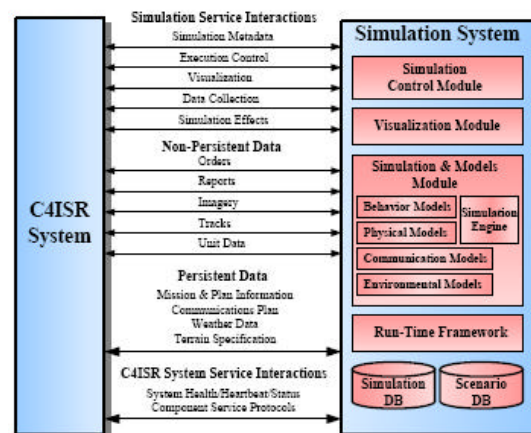 Simulation Service Interactions
Simulation Metadata
Execution Control
Visualization
Data Collection
Simulation Effects
Non-Persistent Data
Orders
Reports
Imagery
Tracks
Unit Data
Persistent Data
Mission & Plan Information
Communications Plan
Weather Data
Terrain Specification
C4ISR System Service Interactions
System Health/Heartbeat/Status
Component Service Protocols
C4ISR
System
Simulation System
Simulation
Control Module
Visualization Module
Simulation & Models
Module
Behavior Models
Physical Models
Simulation
Engine
Communication Models
Environmental Models
Run-Time Framework
Simulation
DB
Scenario
DB